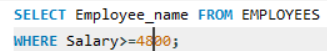 SELECT Employee_name FROM EMPLOYEES
WHERE Salary>=4800;